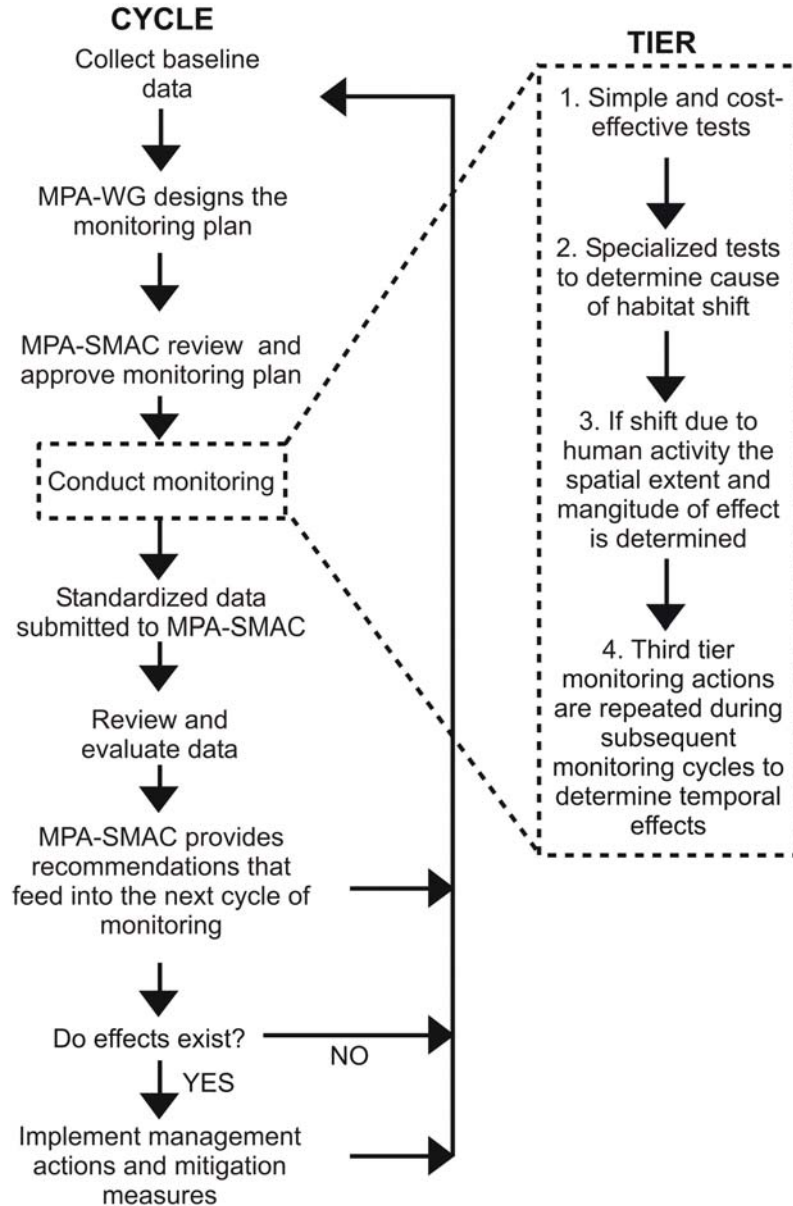 CYCLE
Collect baseline
data
MPA-WG designs the
monitoring plan
MPA-SMAC review and
approve monitoring plan
Conduct monitoring
Standardized data
submitted to MPA-SMAC
Review and
evaluate data
MPA-SMAC provides
recommendations that
feed into the next cycle of
monitoring
Do effects exist?
NO
YES
Implement management
actions and mitigation
measures
TIER
1. Simple and cost-
effective tests
2. Specialized tests
to determine cause
of habitat shift
3. If shift due to
human activity the
spatial extent and
mangitude of effect
is determined
4. Third tier
monitoring actions
are repeated during
subsequent
monitoring cycles to
determine temporal
effects